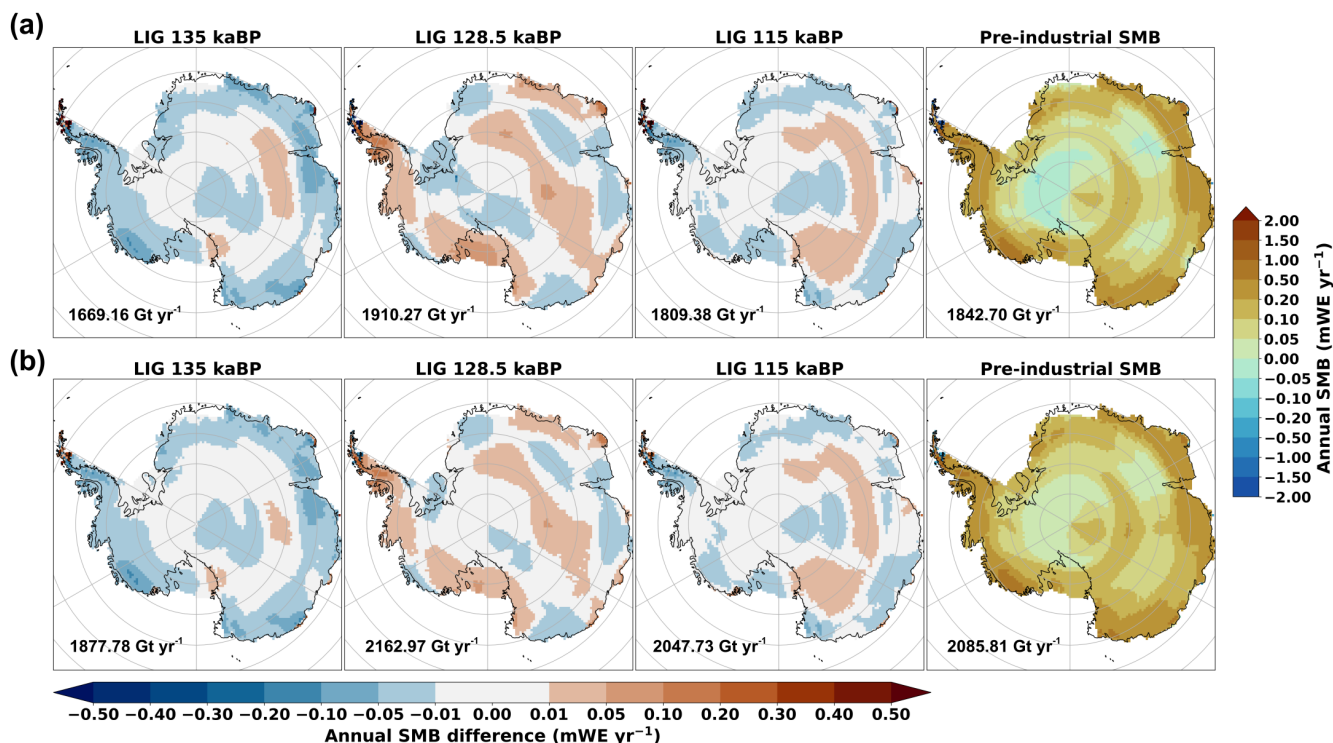 (a)
LIG 135 kaBP
LIG 128.5 kaBP
LIG 115 kaBP
Pre-industrial SMB
1669.16 Gt yr⁻¹
1910.27 Gt yr⁻¹
1809.38 Gt yr⁻¹
1842.70 Gt yr⁻¹
(b)
LIG 135 kaBP
LIG 128.5 kaBP
LIG 115 kaBP
Pre-industrial SMB
1877.78 Gt yr⁻¹
2162.97 Gt yr⁻¹
2047.73 Gt yr⁻¹
2085.81 Gt yr⁻¹
2.00
1.50
1.00
0.50
0.20
0.10
0.05
0.00
−0.05
−0.10
−0.20
−0.50
−1.00
−1.50
−2.00
Annual SMB (mWE yr⁻¹)
−0.50 −0.40 −0.30 −0.20 −0.10 −0.05 −0.01 0.00 0.01 0.05 0.10 0.20 0.30 0.40 0.50
Annual SMB difference (mWE yr⁻¹)